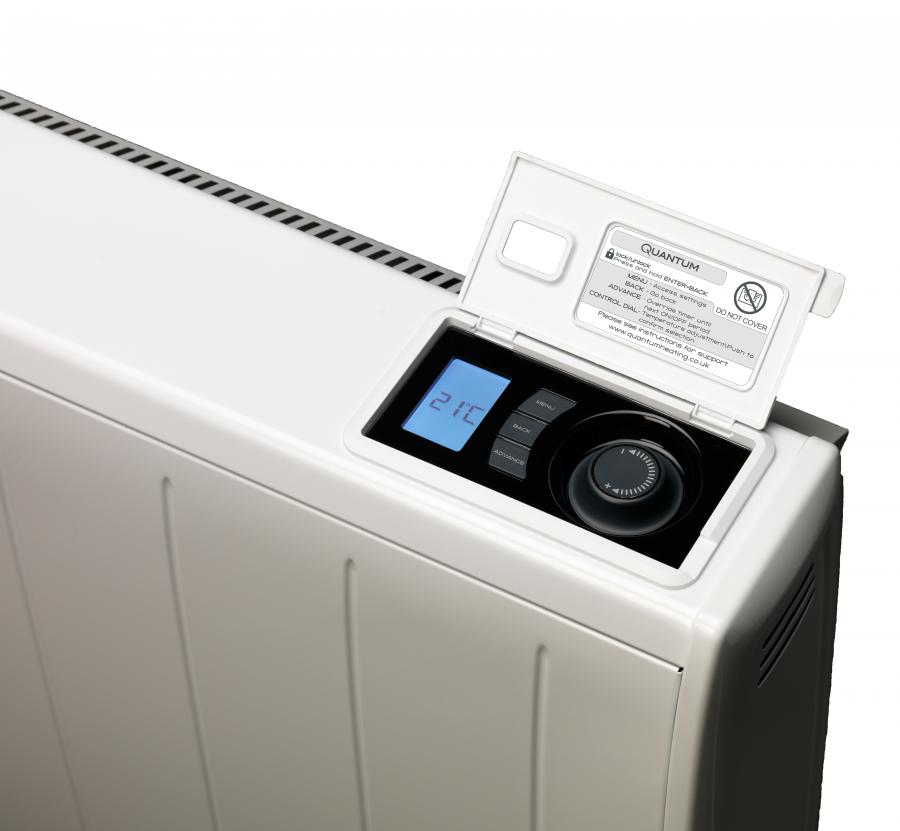 QUANTUM
lock/unlock
Press and hold ENTER+BACK
MENU - Access settings
BACK - Go back
ADVANCE - Override timer until
next ON/OFF period
CONTROL DIAL - Temperature adjustment\Push to
confirm selection
Please see instructions for support
www.quantumheating.co.uk
DO NOT COVER
21°C
MENU
BACK
ADVANCE
-
+